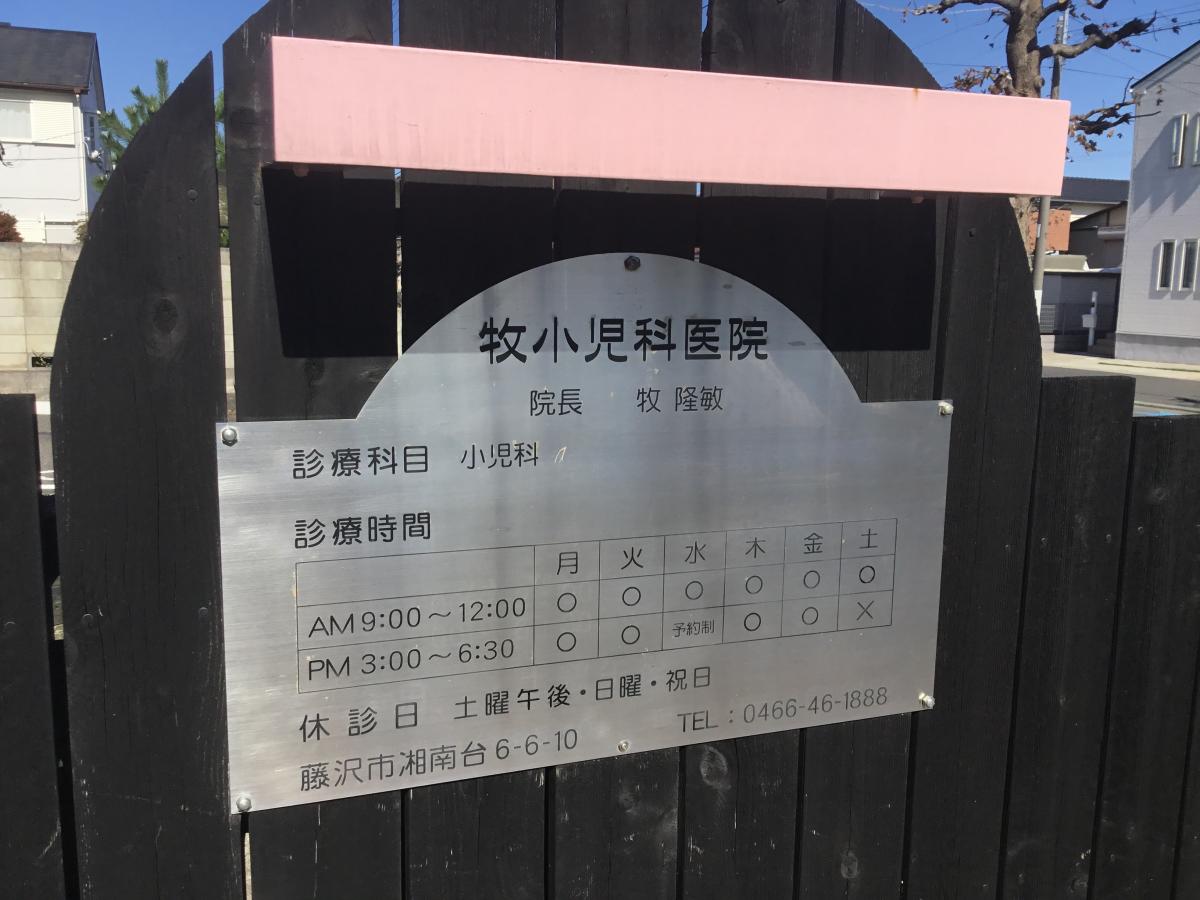 牧小児科医院
院長 牧 隆敏
診療科目 小児科
診療時間
月 火 水 木 金 土
AM 9:00～12:00 ○ ○ ○ ○ ○ ○
PM 3:00～6:30 ○ ○ 予約制 ○ ○ ×
休診日 土曜午後・日曜・祝日
藤沢市湘南台6-6-10 TEL：0466-46-1888